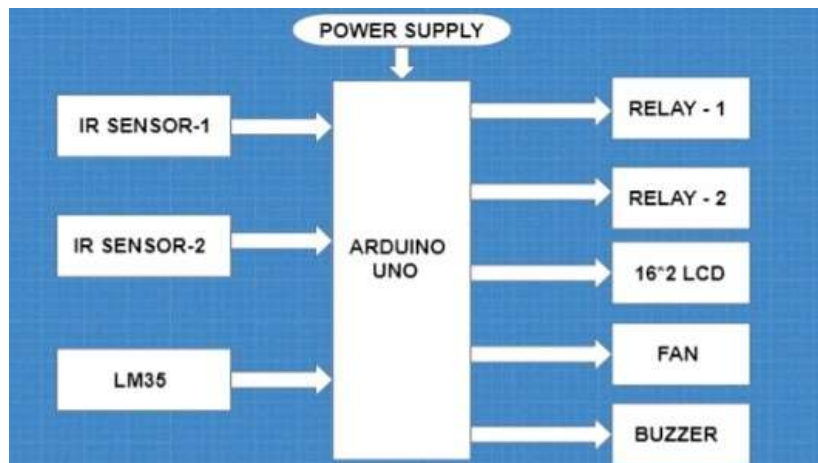 POWER SUPPLY
IR SENSOR-1
IR SENSOR-2
LM35
ARDUINO
UNO
RELAY - 1
RELAY - 2
16*2 LCD
FAN
BUZZER